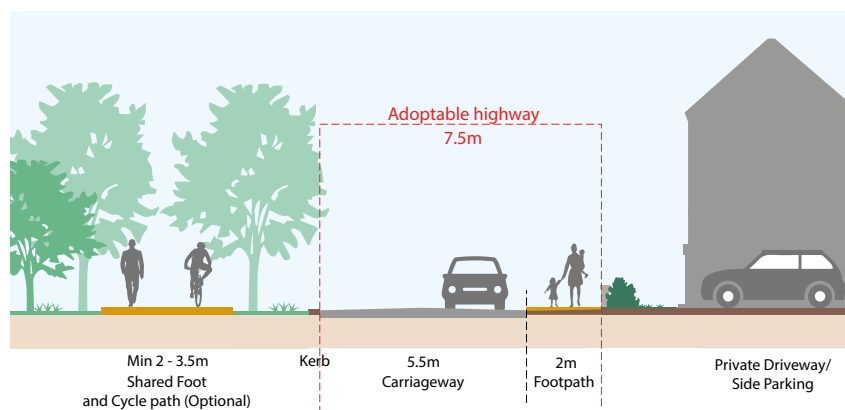 Adoptable highway
7.5m
Min 2 - 3.5m
Shared Foot
and Cycle path (Optional)
Kerb
5.5m
Carriageway
2m
Footpath
Private Driveway/
Side Parking